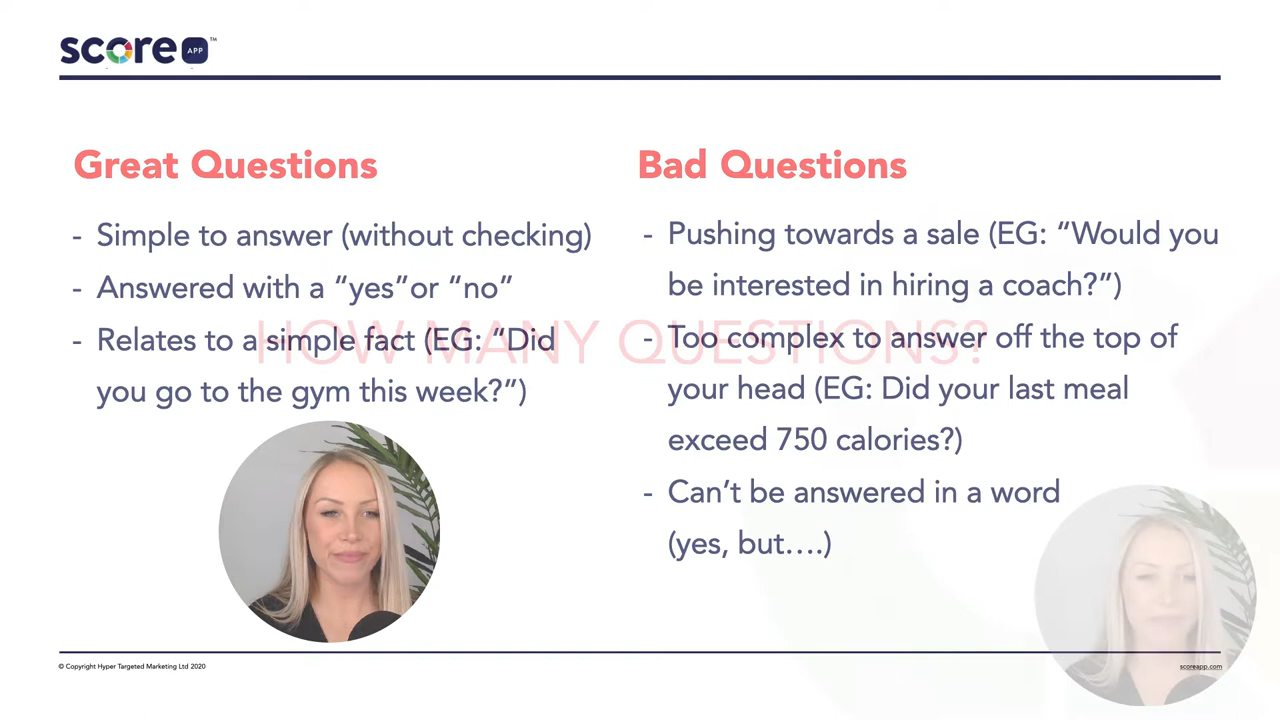 score APP™
Great Questions
- Simple to answer (without checking)
- Answered with a “yes”or “no”
- Relates to a simple fact (EG: “Did
you go to the gym this week?”)
Bad Questions
- Pushing towards a sale (EG: “Would you
be interested in hiring a coach?”)
- Too complex to answer off the top of
your head (EG: Did your last meal
exceed 750 calories?)
- Can’t be answered in a word
(yes, but....)
HOW MANY QUESTIONS?
© Copyright Hyper Targeted Marketing Ltd 2020
scoreapp.com